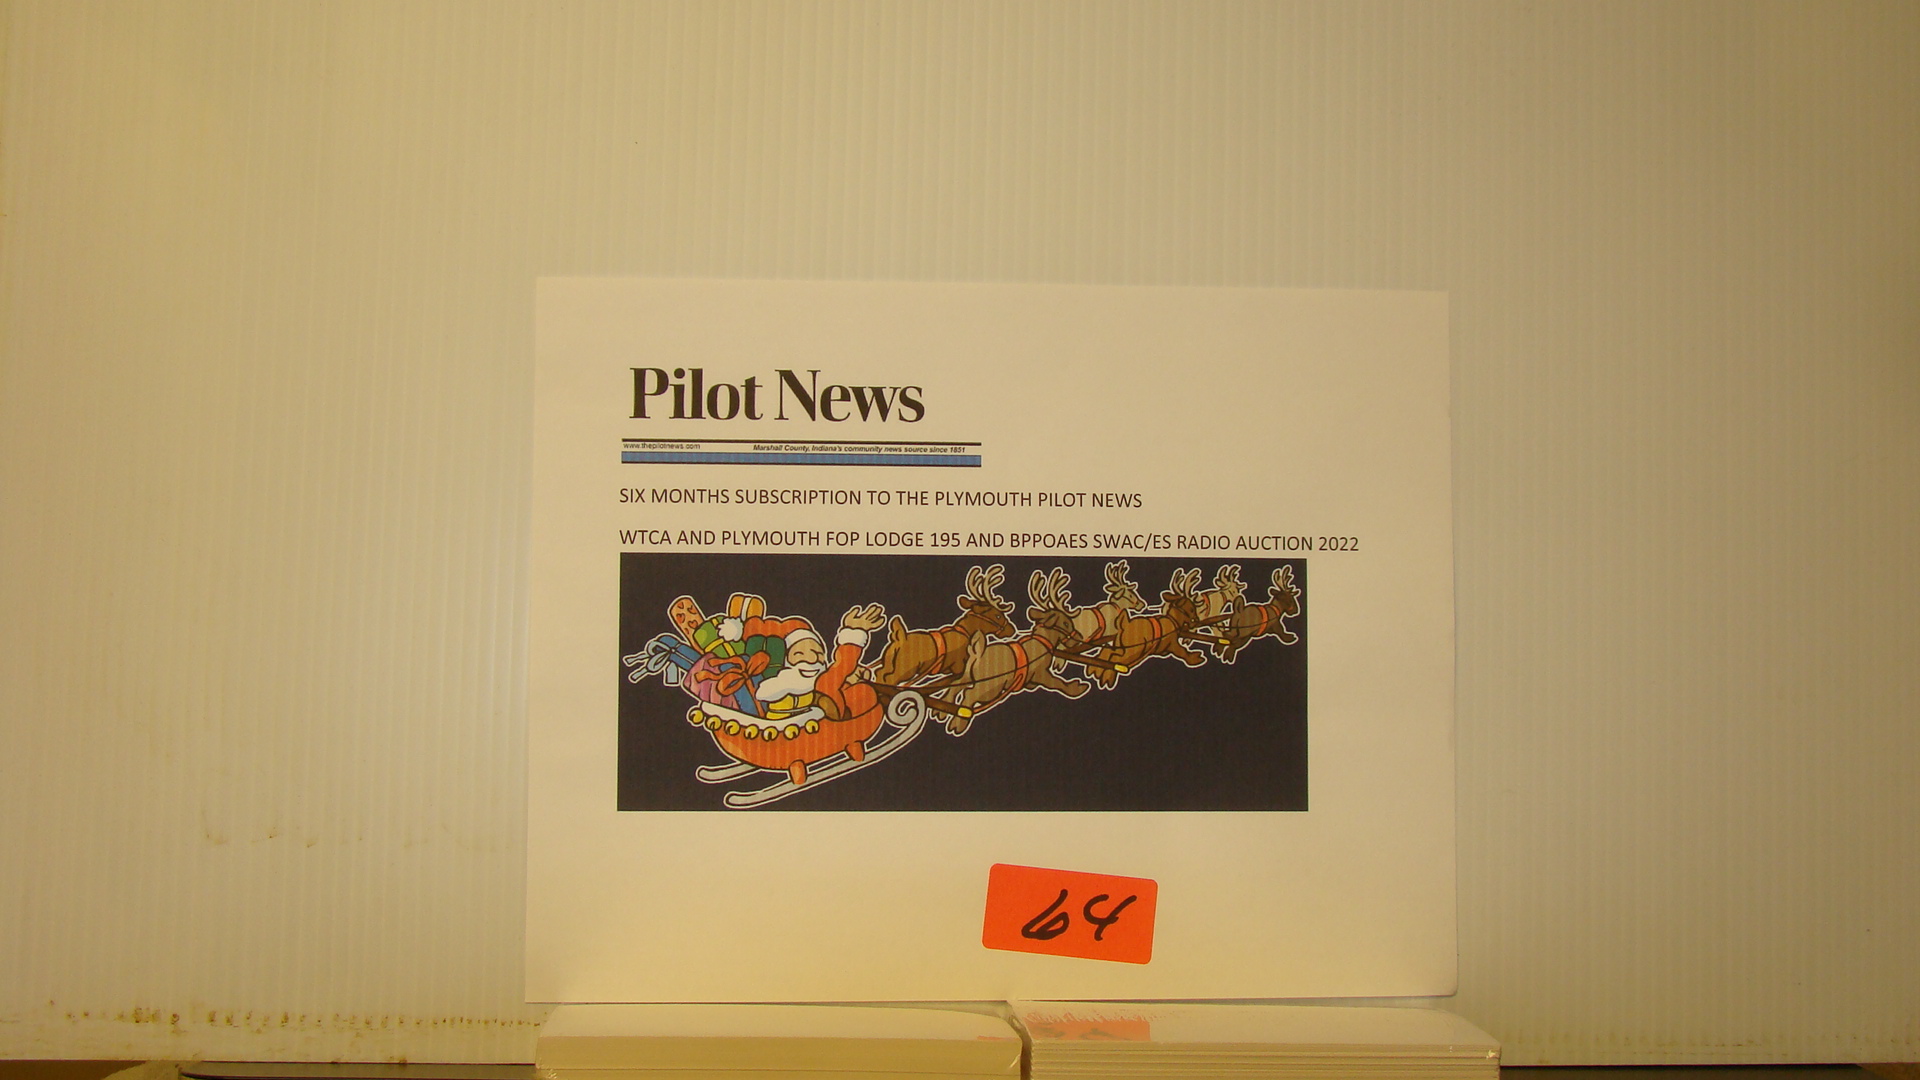 Pilot News
www.thepilotnews.com Marshall County, Indiana's community news source since 1851
SIX MONTHS SUBSCRIPTION TO THE PLYMOUTH PILOT NEWS
WTCA AND PLYMOUTH FOP LODGE 195 AND BPPOAES SWAC/ES RADIO AUCTION 2022
64